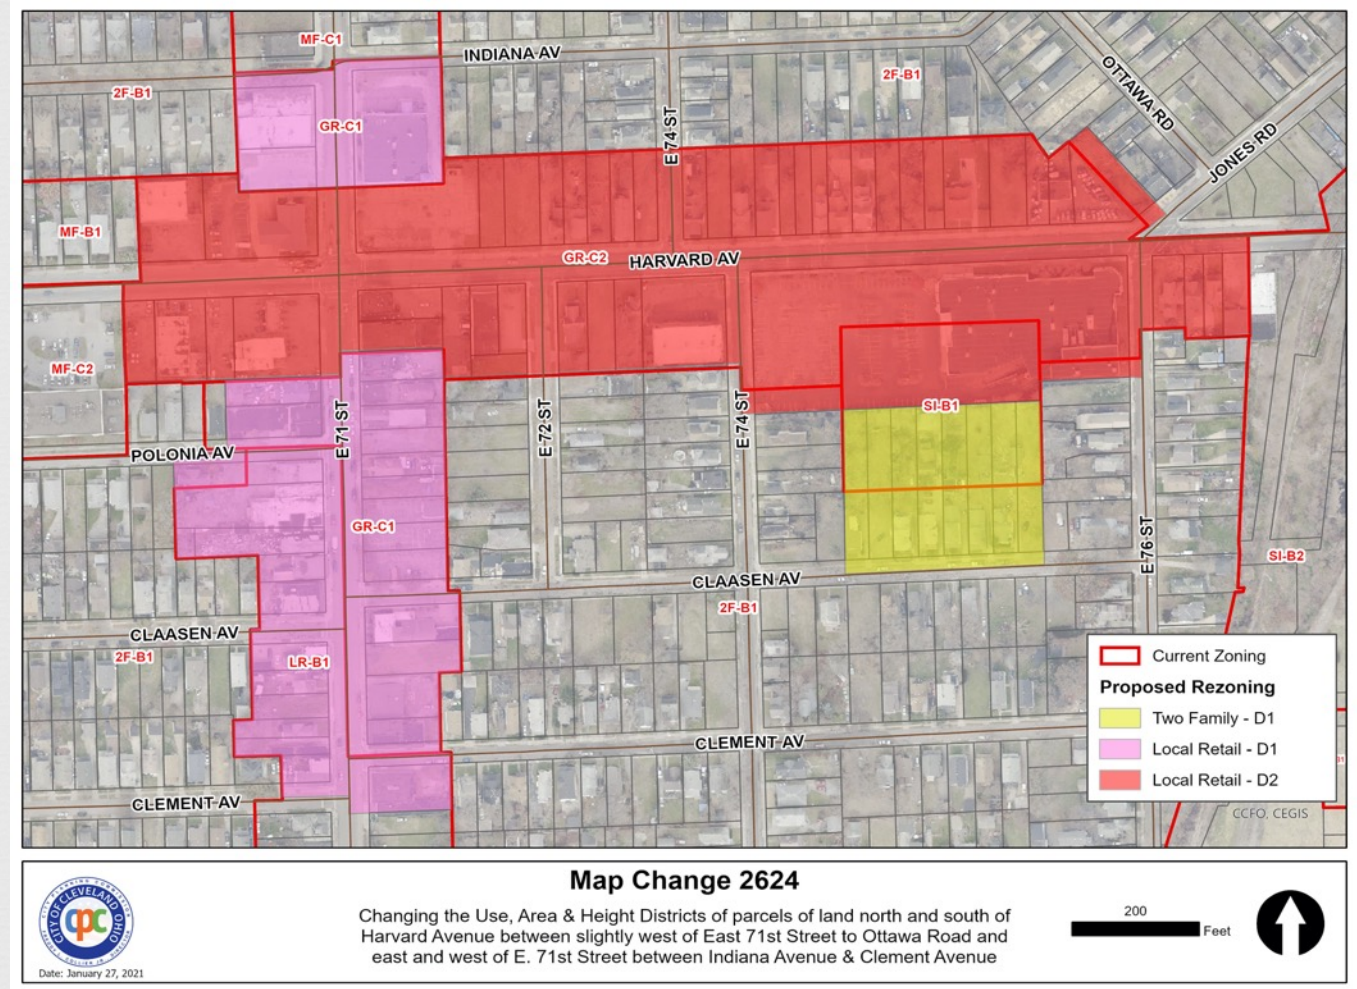 MF-C1
INDIANA AV
2F-B1
2F-B1
OTTAWA RD
GR-C1
E 74 ST
JONES RD
MF-B1
GR-C2
HARVARD AV
MF-C2
SI-B1
E 71 ST
E 72 ST
E 74 ST
POLONIA AV
GR-C1
E 76 ST
SI-B2
CLAASEN AV
2F-B1
CLAASEN AV
2F-B1
LR-B1
CLEMENT AV
CLEMENT AV
Current Zoning
Proposed Rezoning
Two Family - D1
Local Retail - D1
Local Retail - D2
CCFO, CEGIS
Map Change 2624
Changing the Use, Area & Height Districts of parcels of land north and south of
Harvard Avenue between slightly west of East 71st Street to Ottawa Road and
east and west of E. 71st Street between Indiana Avenue & Clement Avenue
CITY OF CLEVELAND OHIO
cpc
Date: January 27, 2021
200
Feet